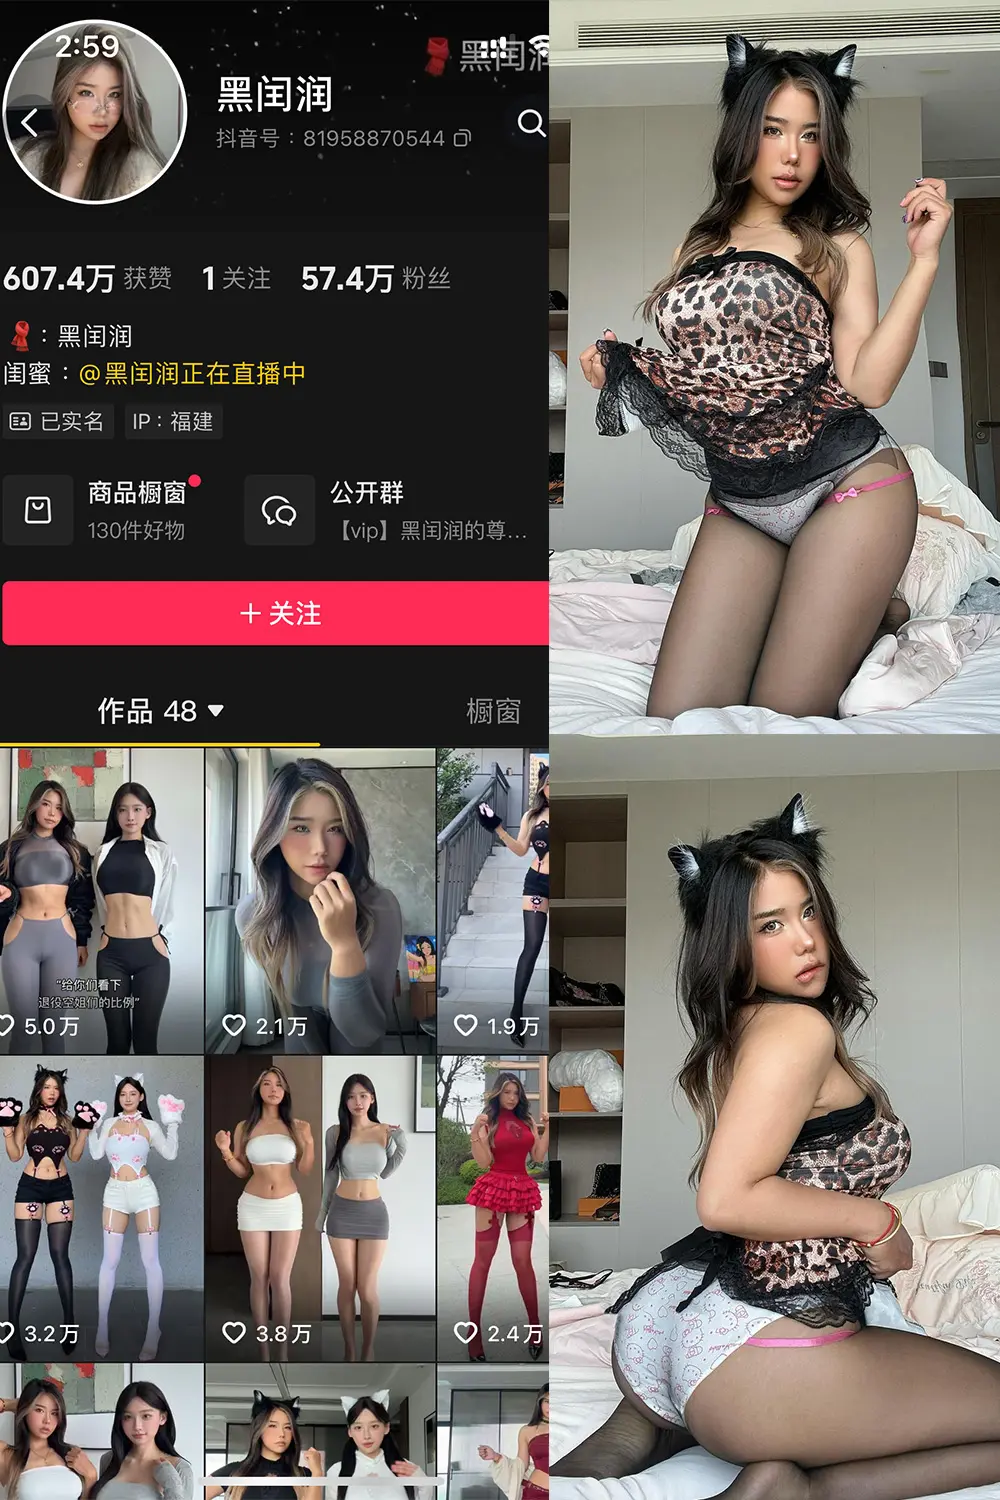 2:59
黑闰润
黑闰润
抖音号：81958870544
607.4万 获赞 1 关注 57.4万 粉丝
：黑闰润
闺蜜：@黑闰润正在直播中
已实名 IP：福建
商品橱窗
130件好物
公开群
【vip】黑闰润的尊...
＋关注
作品 48 橱窗
“给你们看下
退役空姐们的比例”
5.0万 2.1万 1.9万
3.2万 3.8万 2.4万